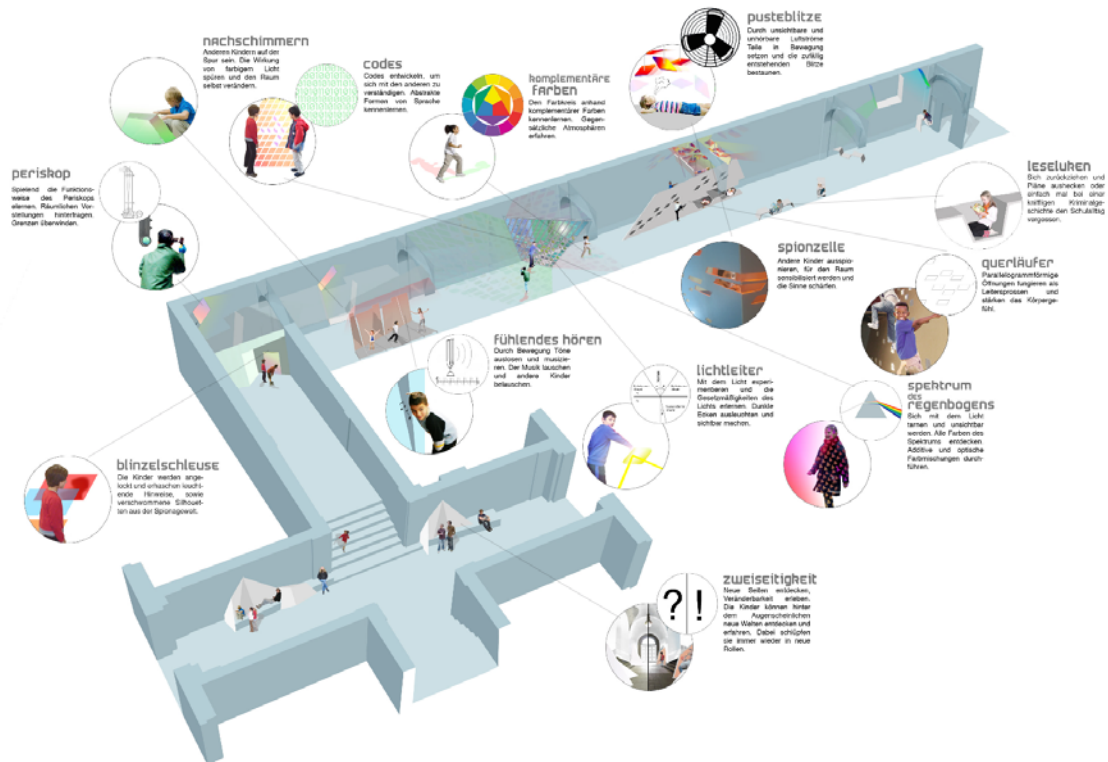 nachschimmern
Anderen Kindern auf der
Spur sein. Die Wirkung
von farbigem Licht
spüren und den Raum
selbst verändern.
codes
Codes entwickeln, um
sich mit den anderen zu
verständigen. Abstrakte
Formen von Sprache
kennenlernen.
komplementäre
farben
Den Farbkreis anhand
komplementärer Farben
kennenlernen. Gegen-
sätzliche Atmosphären
erfahren.
pusteblitze
Durch unsichtbare und
unhörbare Luftströme
Teile in Bewegung
setzen und die zufällig
entstehenden Blitze
bestaunen.
periskop
Spielend die Funktions-
weise des Periskops
erlernen. Räumlichen Vor-
stellungen hinterfragen.
Grenzen überwinden.
leseluken
Sich zurückziehen und
Pläne aushecken oder
einfach mal bei einer
kniffligen Kriminalge-
schichte den Schulalltag
vergessen.
spionzelle
Andere Kinder ausspio-
nieren, für den Raum
sensibilisiert werden und
die Sinne schärfen.
querläufer
Parallelogrammförmige
Öffnungen fungieren als
Leitersprossen und
stärken das Körperge-
fühl.
fühlendes hören
Durch Bewegung Töne
auslösen und musizie-
ren. Der Musik lauschen
und andere Kinder
belauschen.
lichtleiter
Mit dem Licht experi-
mentieren und die
Gesetzmäßigkeiten des
Lichts erlernen. Dunkle
Ecken ausleuchten und
sichtbar machen.
spektrum
des
regenbogens
Sich mit dem Licht
tarnen und unsichtbar
werden. Alle Farben des
Spektrums entdecken.
Additive und optische
Farbmischungen durch-
führen.
blinzelschleuse
Die Kinder werden ange-
lockt und erhaschen leucht-
ende Hinweise, sowie
verschwommene Silhouet-
ten aus der Spionagewelt.
zweiseitigkeit
Neue Seiten entdecken,
Veränderbarkeit erleben.
Die Kinder können hinter
dem Augenscheinlichen
neue Welten entdecken und
erfahren. Dabei schlüpfen
sie immer wieder in neue
Rollen.
? !